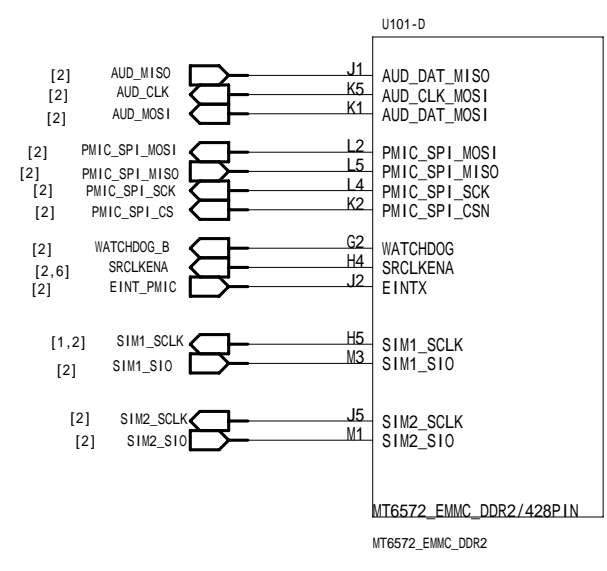 U101-D
[2] AUD_MISO J1 AUD_DAT_MISO
[2] AUD_CLK K5 AUD_CLK_MOSI
[2] AUD_MOSI K1 AUD_DAT_MOSI
[2] PMIC_SPI_MOSI L2 PMIC_SPI_MOSI
[2] PMIC_SPI_MISO L5 PMIC_SPI_MISO
[2] PMIC_SPI_SCK L4 PMIC_SPI_SCK
[2] PMIC_SPI_CS K2 PMIC_SPI_CSN
[2] WATCHDOG_B G2 WATCHDOG
[2,6] SRCLKENA H4 SRCLKENA
[2] EINT_PMIC J2 EINTX
[1,2] SIM1_SCLK H5 SIM1_SCLK
[2] SIM1_SIO M3 SIM1_SIO
[2] SIM2_SCLK J5 SIM2_SCLK
[2] SIM2_SIO M1 SIM2_SIO
MT6572_EMMC_DDR2/428PIN
MT6572_EMMC_DDR2